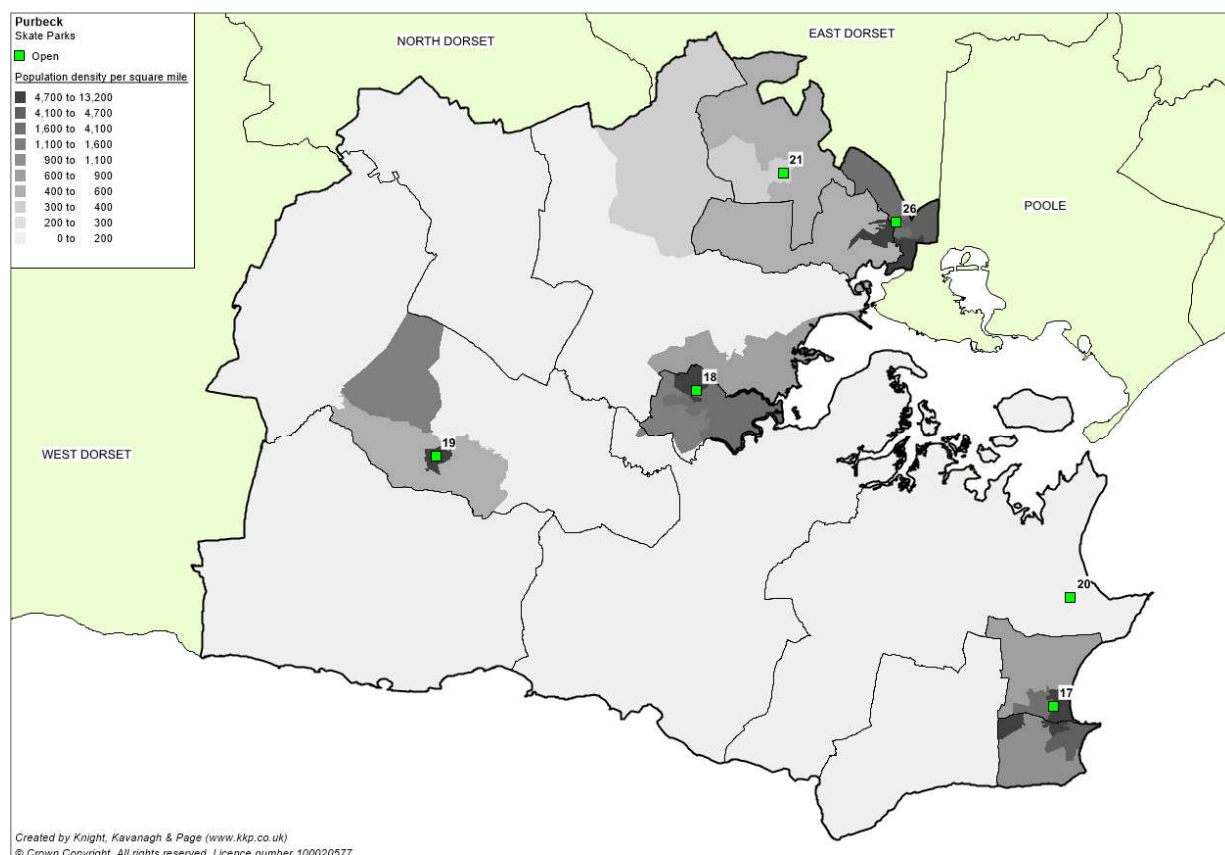 Purbeck
Skate Parks
Open
Population density per square mile
4,700 to 13,200
4,100 to 4,700
1,600 to 4,100
1,100 to 1,600
900 to 1,100
600 to 900
400 to 600
300 to 400
200 to 300
0 to 200
NORTH DORSET
EAST DORSET
21
26
POOLE
18
19
WEST DORSET
20
17
Created by Knight, Kavanagh & Page (www.kkp.co.uk)
© Crown Copyright. All rights reserved. Licence number 100020577